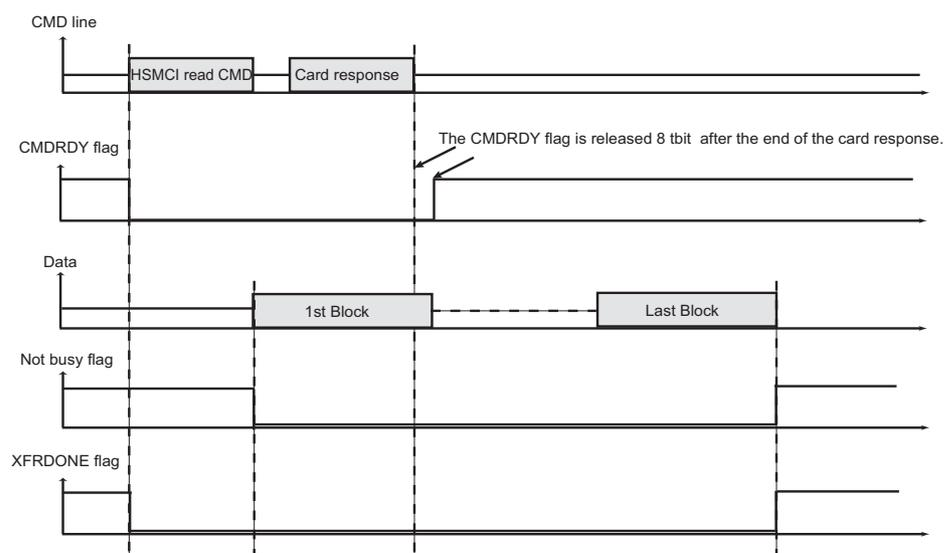 CMD line
HSMCI read CMD
Card response
The CMDRDY flag is released 8 tbit after the end of the card response.
CMDRDY flag
Data
1st Block
Last Block
Not busy flag
XFRDONE flag